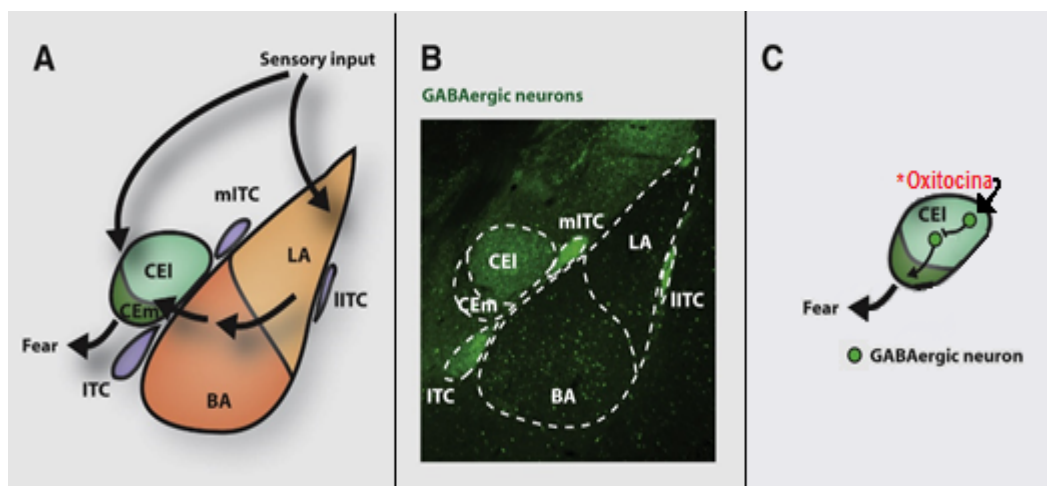 A
Sensory input
mITC
CEl
LA
lITC
CEm
Fear
ITC
BA
B
GABAergic neurons
mITC
LA
CEl
lITC
CEm
ITC
BA
C
*Oxitocina
CEl
Fear
GABAergic neuron